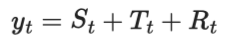 y_t = S_t + T_t + R_t